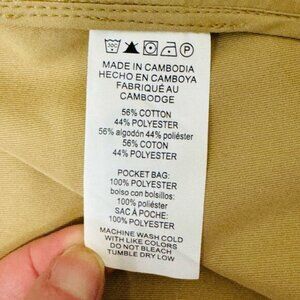 30C
MADE IN CAMBODIA
HECHO EN CAMBOYA
FABRIQUÉ AU
CAMBODGE
56% COTTON
44% POLYESTER
56% algodón 44% poliéster
56% COTON
44% POLYESTER
POCKET BAG:
100% POLYESTER
bolso con bolsillos:
100% poliéster
SAC À POCHE:
100% POLYESTER
MACHINE WASH COLD
WITH LIKE COLORS
DO NOT BLEACH
TUMBLE DRY LOW